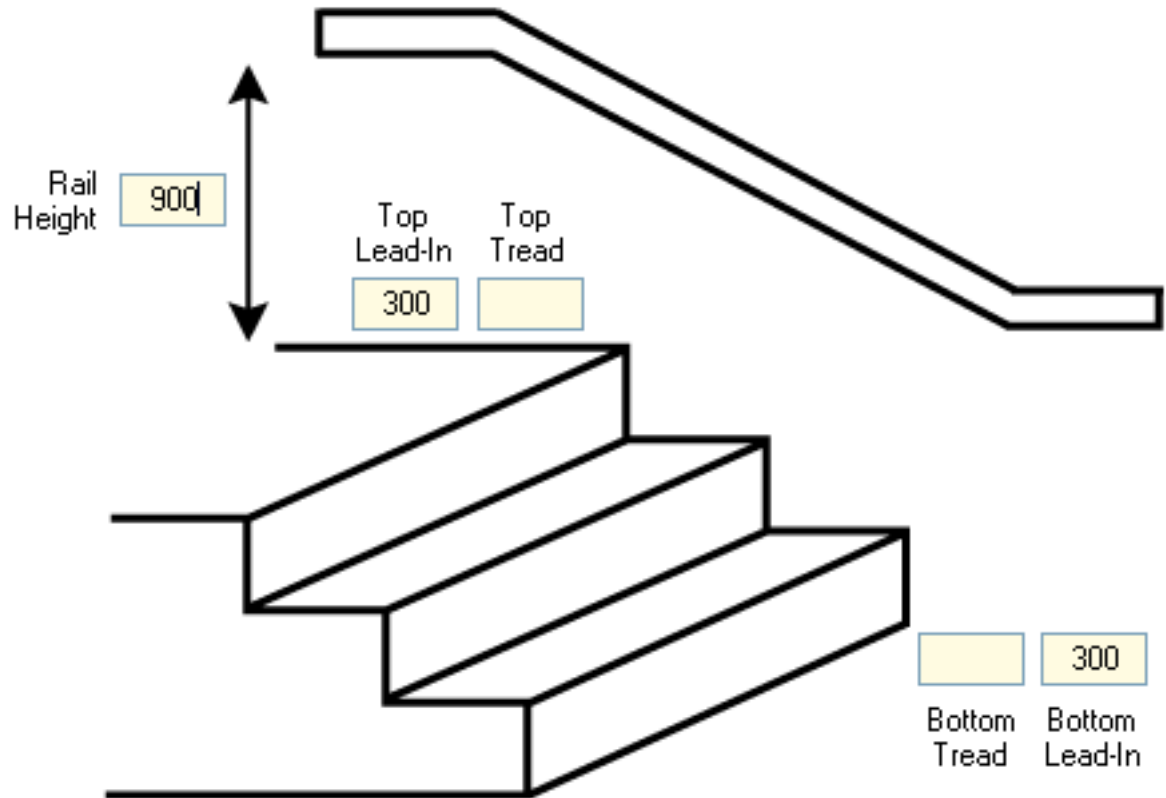 Rail
Height
900
Top
Lead-In
Top
Tread
300
300
Bottom
Tread
Bottom
Lead-In